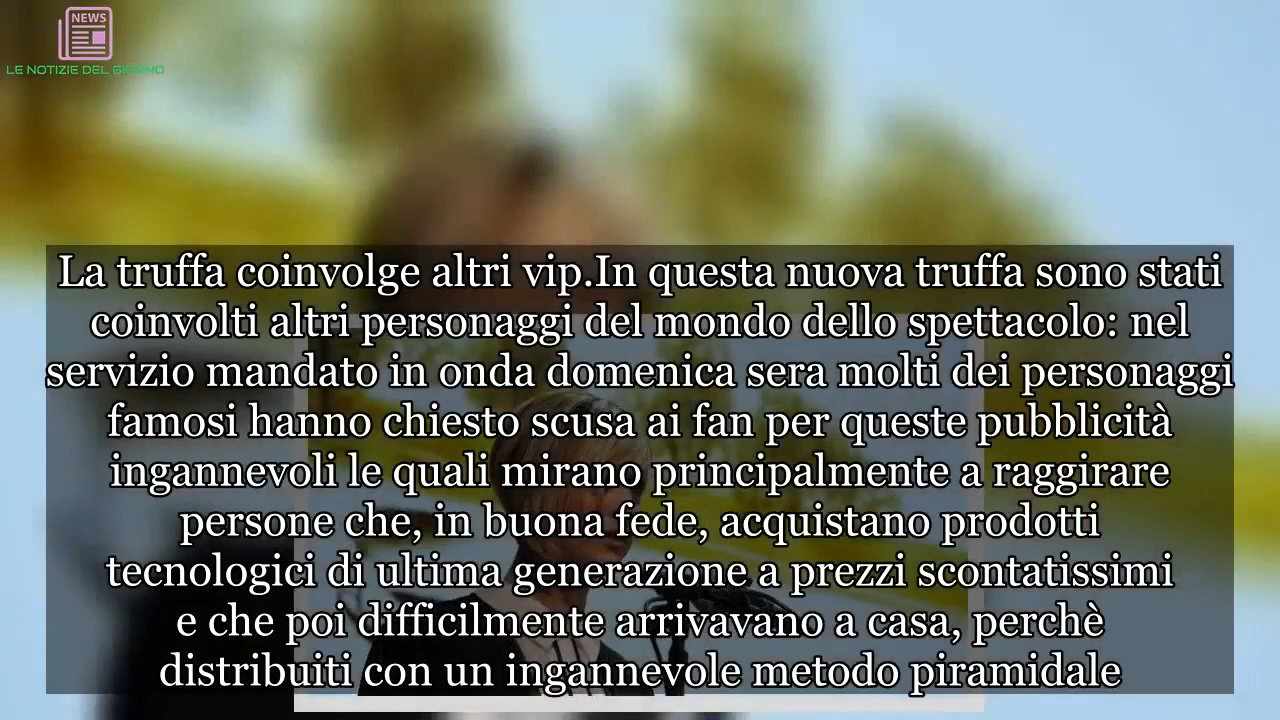 NEWS
LE NOTIZIE DEL GIORNO
La truffa coinvolge altri vip.In questa nuova truffa sono stati
coinvolti altri personaggi del mondo dello spettacolo: nel
servizio mandato in onda domenica sera molti dei personaggi
famosi hanno chiesto scusa ai fan per queste pubblicità
ingannevoli le quali mirano principalmente a raggirare
persone che, in buona fede, acquistano prodotti
tecnologici di ultima generazione a prezzi scontatissimi
e che poi difficilmente arrivavano a casa, perchè
distribuiti con un ingannevole metodo piramidale